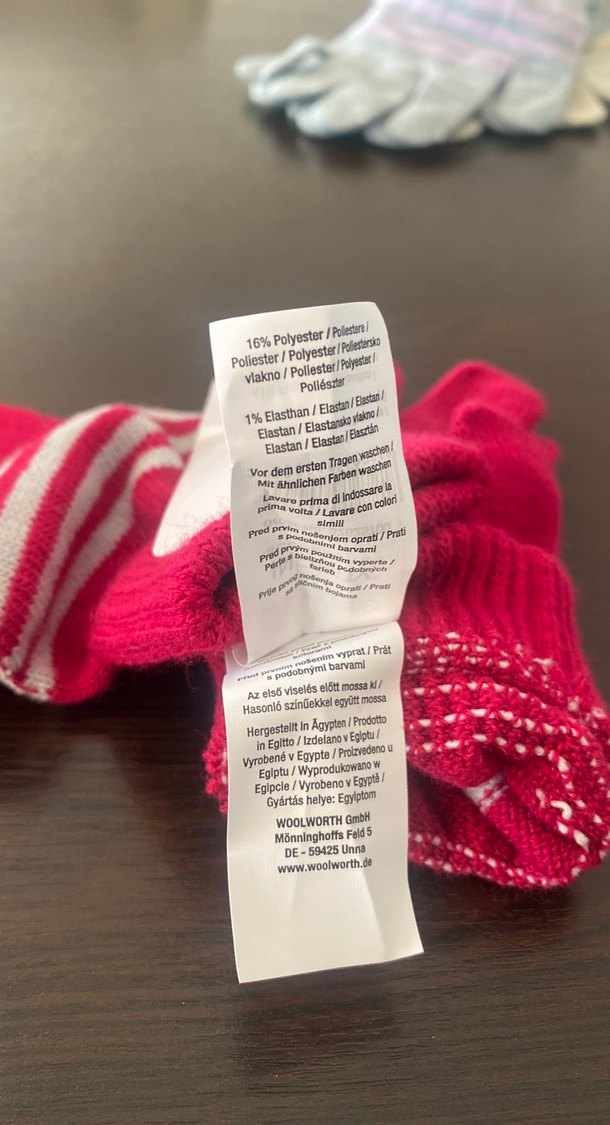 16% Polyester / Poliestere /
Poliester / Polyester / Poliestersko
vlakno / Poliester / Polyester /
Poliészter
1% Elasthan / Elastan / Elastan /
Elastan / Elastansko vlakno /
Elastan / Elastan / Elasztán
Vor dem ersten Tragen waschen /
Mit ähnlichen Farben waschen
Lavare prima di indossare la
prima volta / Lavare con colori
simili
Pred prvim nošenjem oprati / Prati
s podobnimi barvami
Pred prvým použitím vyperte /
Perte s bielizňou podobných
farieb
Prije prvog nošenja oprati / Prati
sa sličnim bojama
kolorami
Pred prvním nošením vyprat / Prát
s podobnými barvami
Az első viselés előtt mossa ki /
Hasonló színűekkel együtt mossa
Hergestellt in Ägypten / Prodotto
in Egitto / Izdelano v Egiptu /
Vyrobené v Egypte / Proizvedeno u
Egiptu / Wyprodukowano w
Egipcie / Vyrobeno v Egyptě /
Gyártás helye: Egyiptom
WOOLWORTH GmbH
Mönninghoffs Feld 5
DE - 59425 Unna
www.woolworth.de